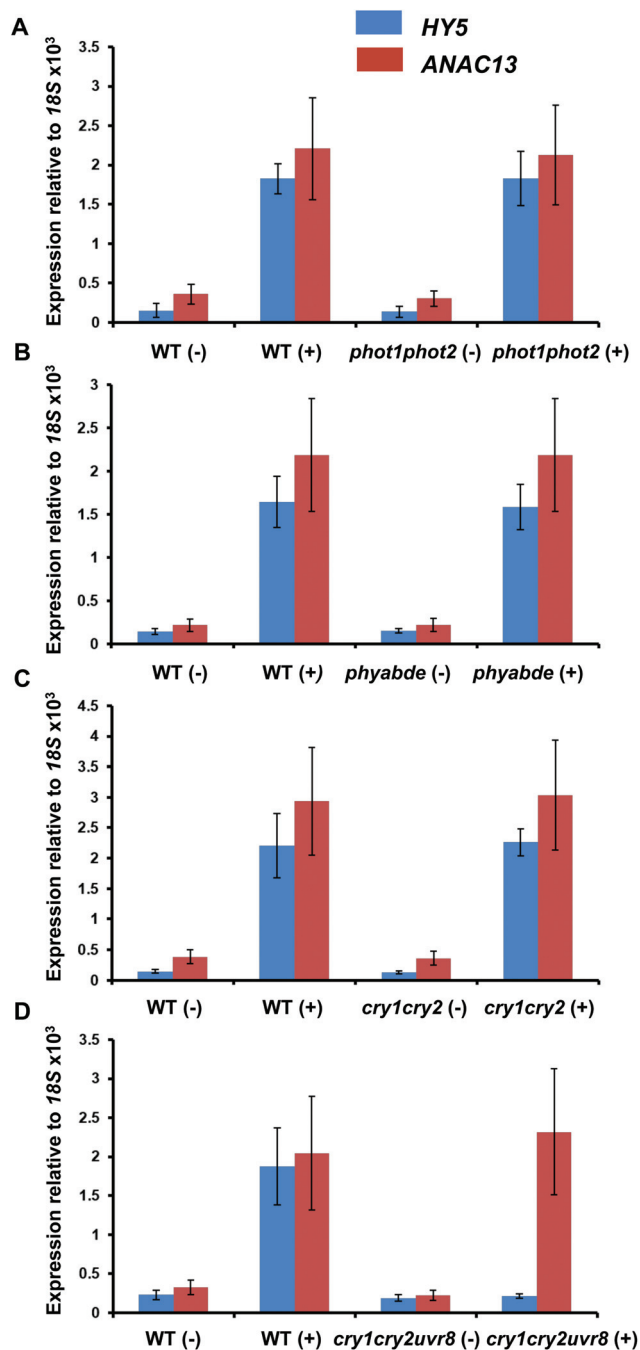 A
HY5
ANAC13
Expression relative to 18S x10³
3.5
3
2.5
2
1.5
1
0.5
0
WT (-) WT (+) phot1phot2 (-) phot1phot2 (+)
B
Expression relative to 18S x10³
3
2.5
2
1.5
1
0.5
0
WT (-) WT (+) phyabde (-) phyabde (+)
C
Expression relative to 18S x10³
4.5
4
3.5
3
2.5
2
1.5
1
0.5
0
WT (-) WT (+) cry1cry2 (-) cry1cry2 (+)
D
Expression relative to 18S x10³
3.5
3
2.5
2
1.5
1
0.5
0
WT (-) WT (+) cry1cry2uvr8 (-) cry1cry2uvr8 (+)